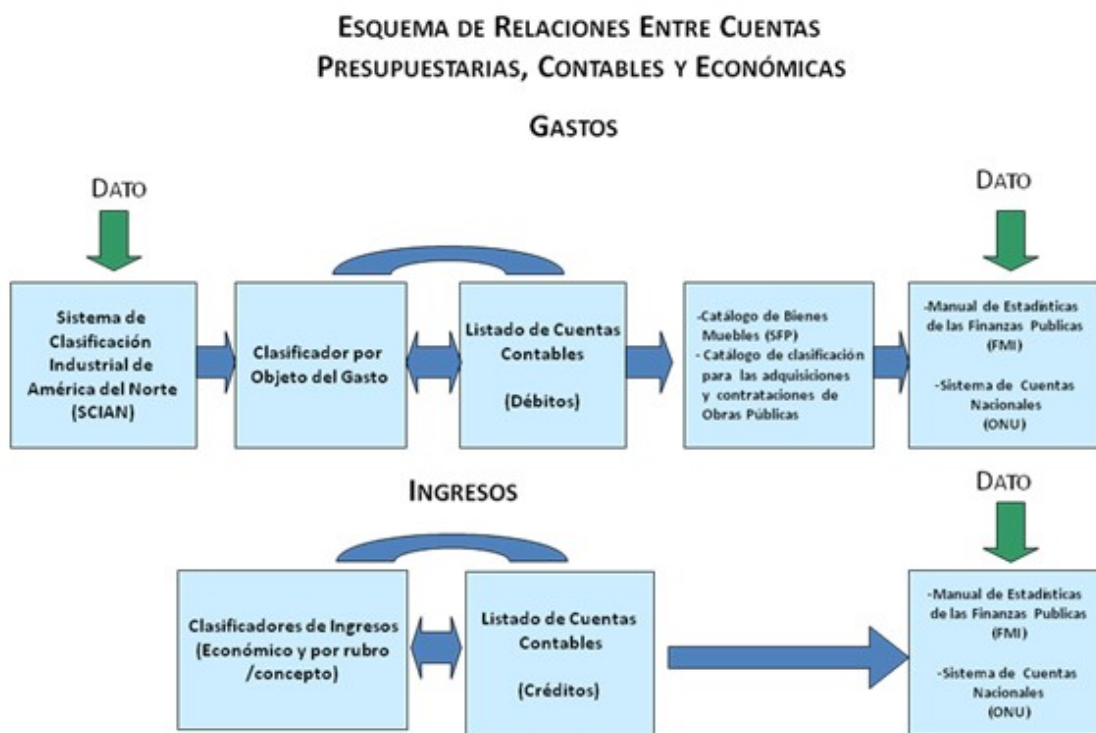 ESQUEMA DE RELACIONES ENTRE CUENTAS
PRESUPUESTARIAS, CONTABLES Y ECONÓMICAS
GASTOS
DATO
DATO
Sistema de
Clasificación
Industrial de
América del Norte
(SCIAN)
Clasificador por
Objeto del Gasto
Listado de Cuentas
Contables
(Débitos)
-Catálogo de Bienes
Muebles (SFP)
- Catálogo de clasificación
para las adquisiciones
y contrataciones de
Obras Públicas
-Manual de Estadísticas
de las Finanzas Publicas
(FMI)
-Sistema de Cuentas
Nacionales
(ONU)
INGRESOS
DATO
Clasificadores de Ingresos
(Económico y por rubro
/concepto)
Listado de Cuentas
Contables
(Créditos)
-Manual de Estadísticas
de las Finanzas Publicas
(FMI)
-Sistema de Cuentas
Nacionales
(ONU)